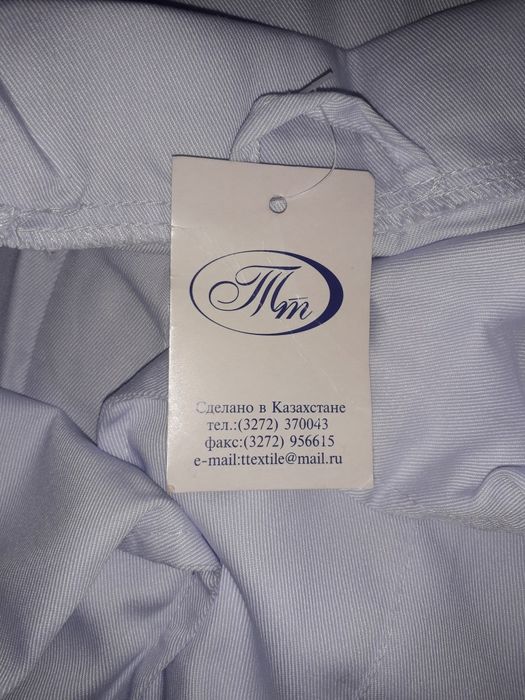 Тт
Сделано в Казахстане
тел.:(3272) 370043
факс:(3272) 956615
e-mail:ttextile@mail.ru